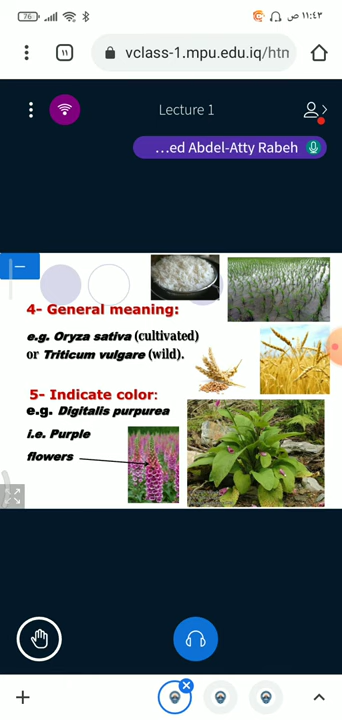 76
١١:٤٣ ص
١١
vclass-1.mpu.edu.iq/htn
Lecture 1
...ed Abdel-Atty Rabeh
4- General meaning:
e.g. Oryza sativa (cultivated)
or Triticum vulgare (wild).
5- Indicate color:
e.g. Digitalis purpurea
i.e. Purple
flowers